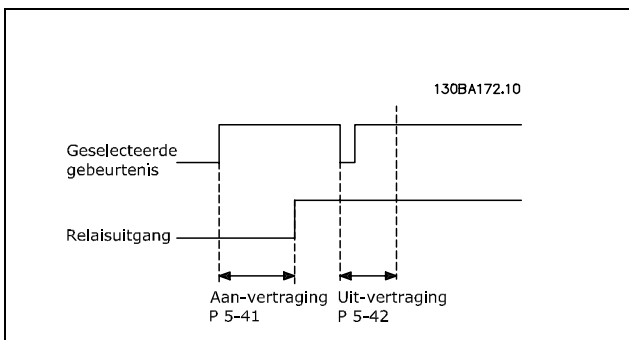 130BA172.10
Geselecteerde
gebeurtenis
Relaisuitgang
Aan-vertraging
P 5-41
Uit-vertraging
P 5-42